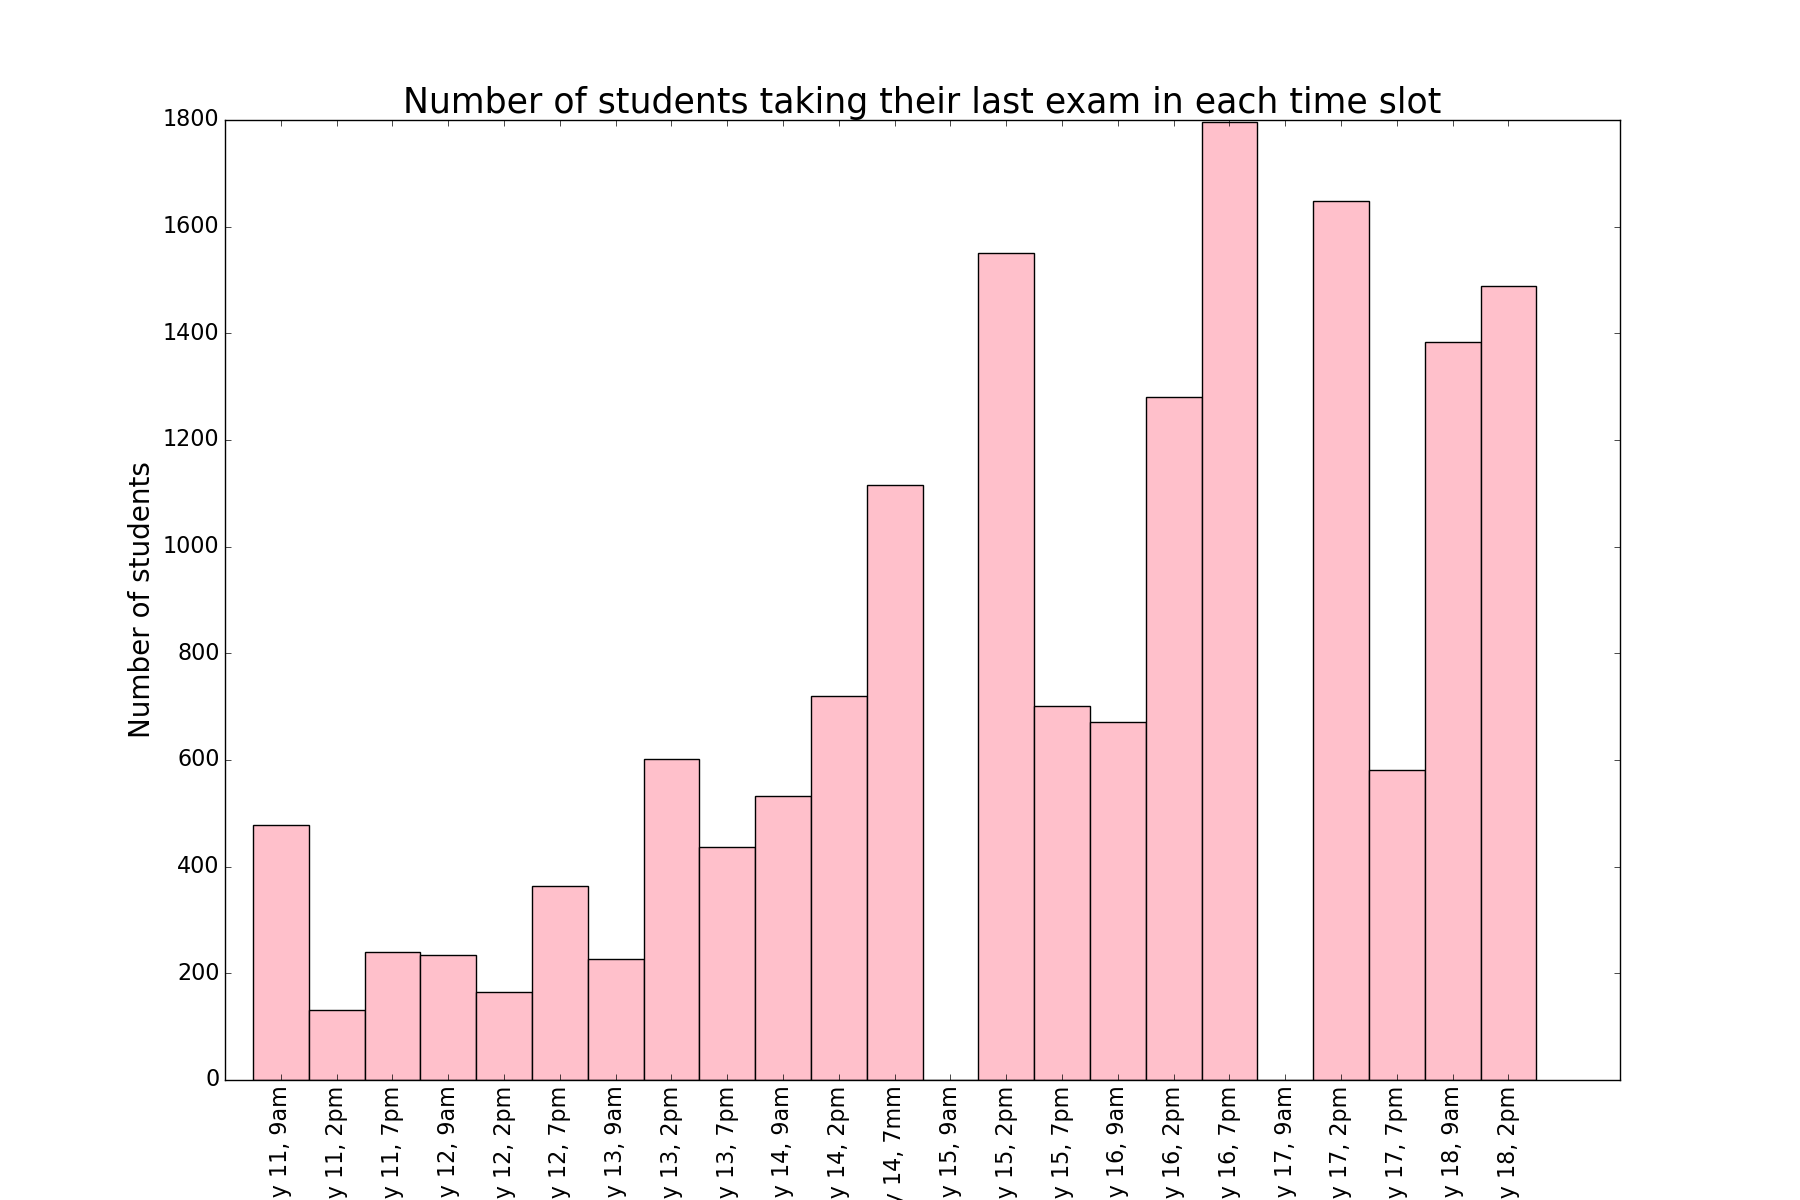 Number of students taking their last exam in each time slot
Number of students
1800
1600
1400
1200
1000
800
600
400
200
0
y 11, 9am
y 11, 2pm
y 11, 7pm
y 12, 9am
y 12, 2pm
y 12, 7pm
y 13, 9am
y 13, 2pm
y 13, 7pm
y 14, 9am
y 14, 2pm
y 14, 7mm
y 15, 9am
y 15, 2pm
y 15, 7pm
y 16, 9am
y 16, 2pm
y 16, 7pm
y 17, 9am
y 17, 2pm
y 17, 7pm
y 18, 9am
y 18, 2pm